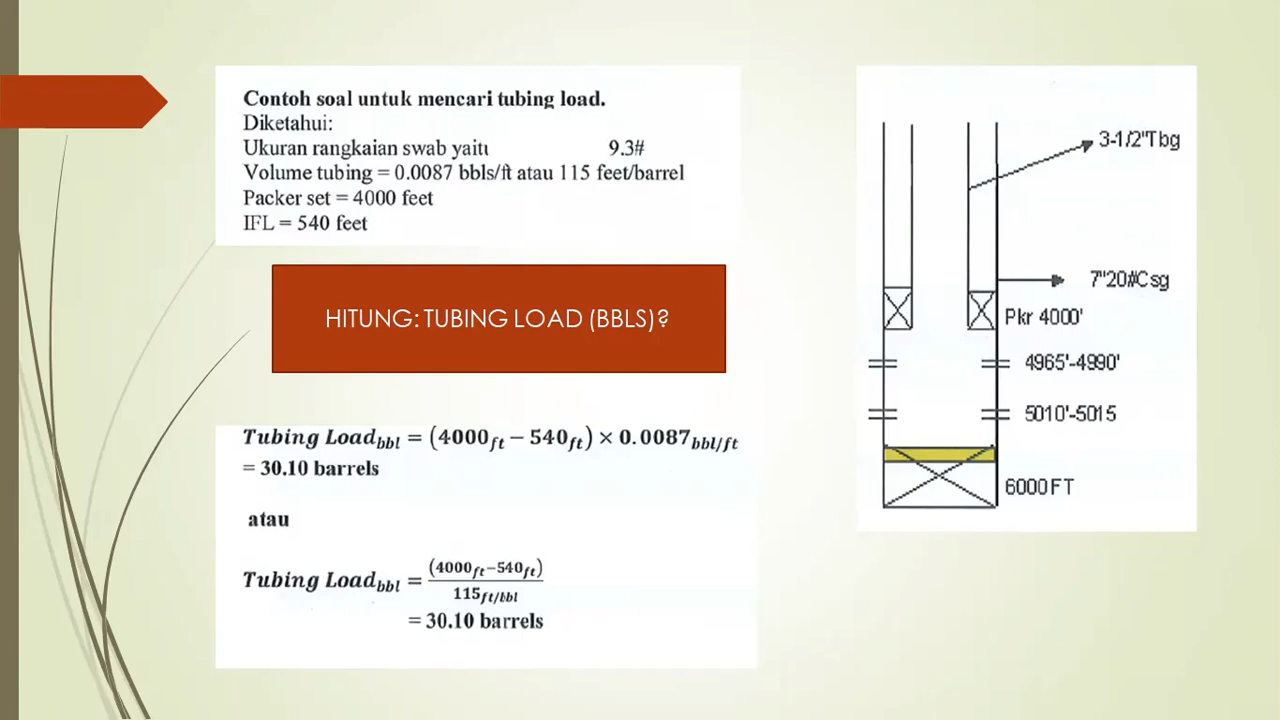 Contoh soal untuk mencari tubing load.
Diketahui:
Ukuran rangkaian swab yaitu 9.3#
Volume tubing = 0.0087 bbls/ft atau 115 feet/barrel
Packer set = 4000 feet
IFL = 540 feet
HITUNG: TUBING LOAD (BBLS)?
Tubing Load_bbl = (4000_ft − 540_ft) × 0.0087_bbl/ft
= 30.10 barrels
atau
Tubing Load_bbl = (4000_ft−540_ft) / 115_ft/bbl
= 30.10 barrels
3-1/2"Tbg
7"20#Csg
Pkr 4000'
4965'-4990'
5010'-5015
6000FT